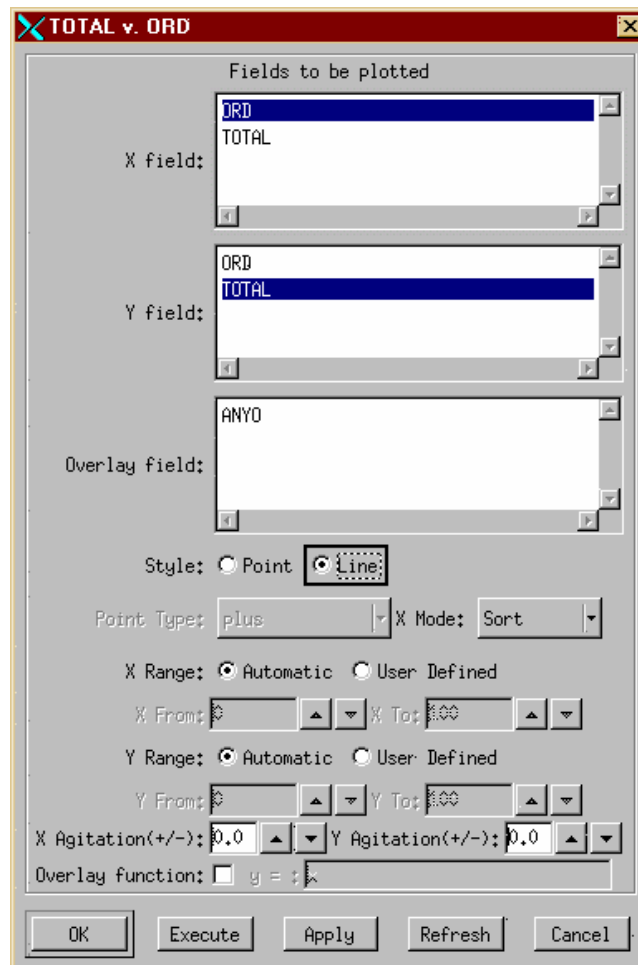 TOTAL v. ORD
Fields to be plotted
X field:
ORD
TOTAL
Y field:
ORD
TOTAL
Overlay field:
ANYO
Style: Point Line
Point Type: plus X Mode: Sort
X Range: Automatic User Defined
X From: 0 X To:
Y Range: Automatic User Defined
Y From: 0 Y To:
X Agitation(+/-): 0.0 Y Agitation(+/-): 0.0
Overlay function: y = : x
OK Execute Apply Refresh Cancel